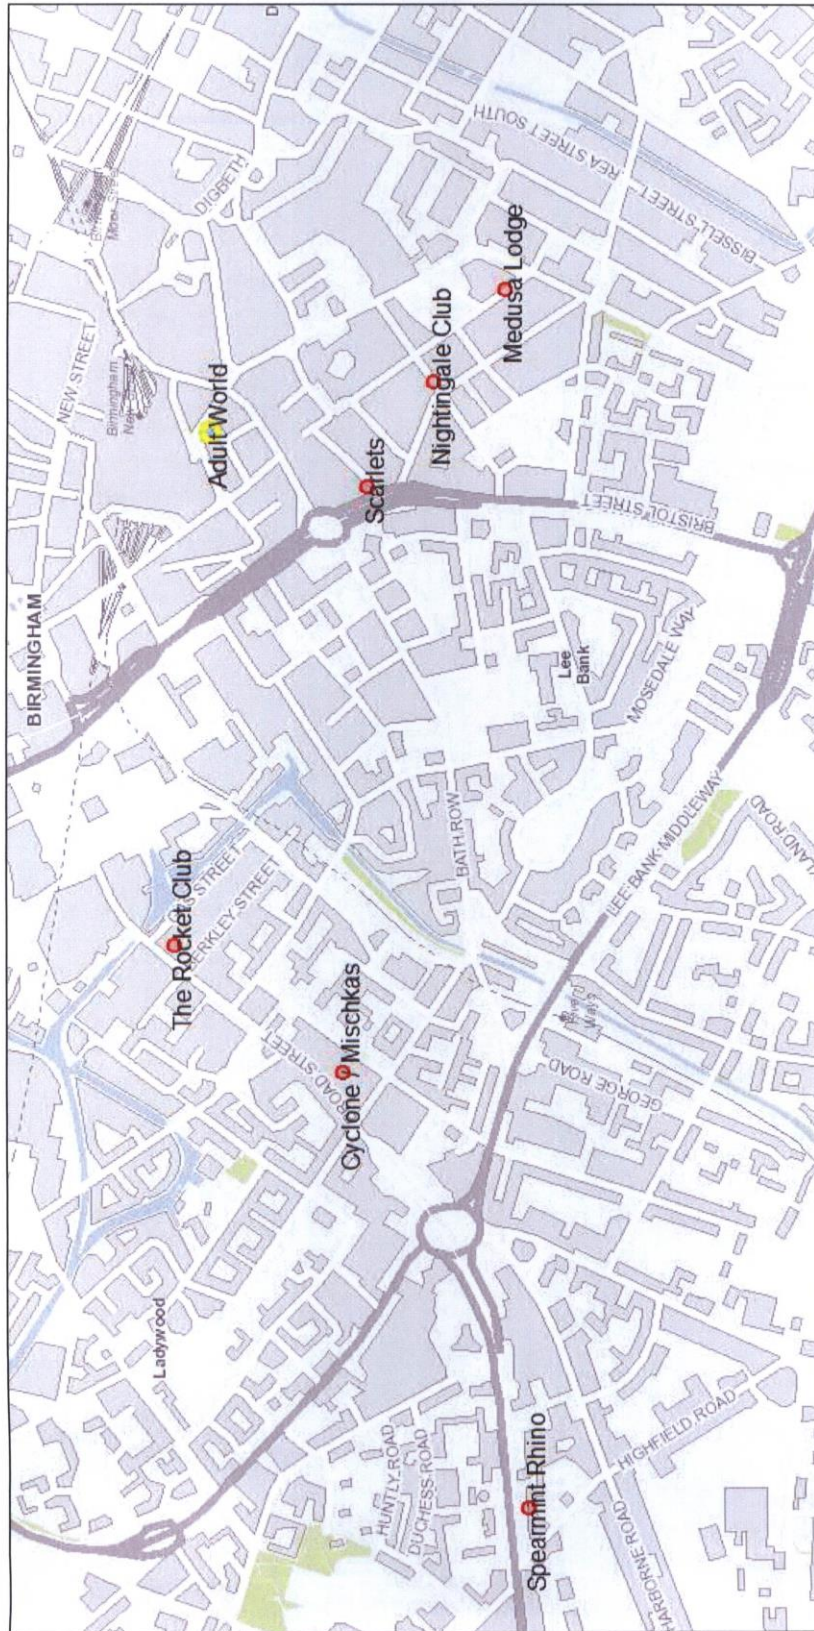 BIRMINGHAM
NEW STREET
Birmingham
New
DIGBETH
Adult World
The Rocket Club
BERKLEY STREET
Ladywood
Cyclone / Mischkas
Scarlets
Nightingale Club
Medusa Lodge
REA STREET SOUTH
BISSELL STREET
BATH ROW
Lee
Bank
MOSEDALE WAY
BRISTOL STREET
LEE BANK MIDDLEWAY
GEORGE ROAD
HUNTLY ROAD
DUCHESS ROAD
Spearmint Rhino
HIGHFIELD ROAD
HARBORNE ROAD